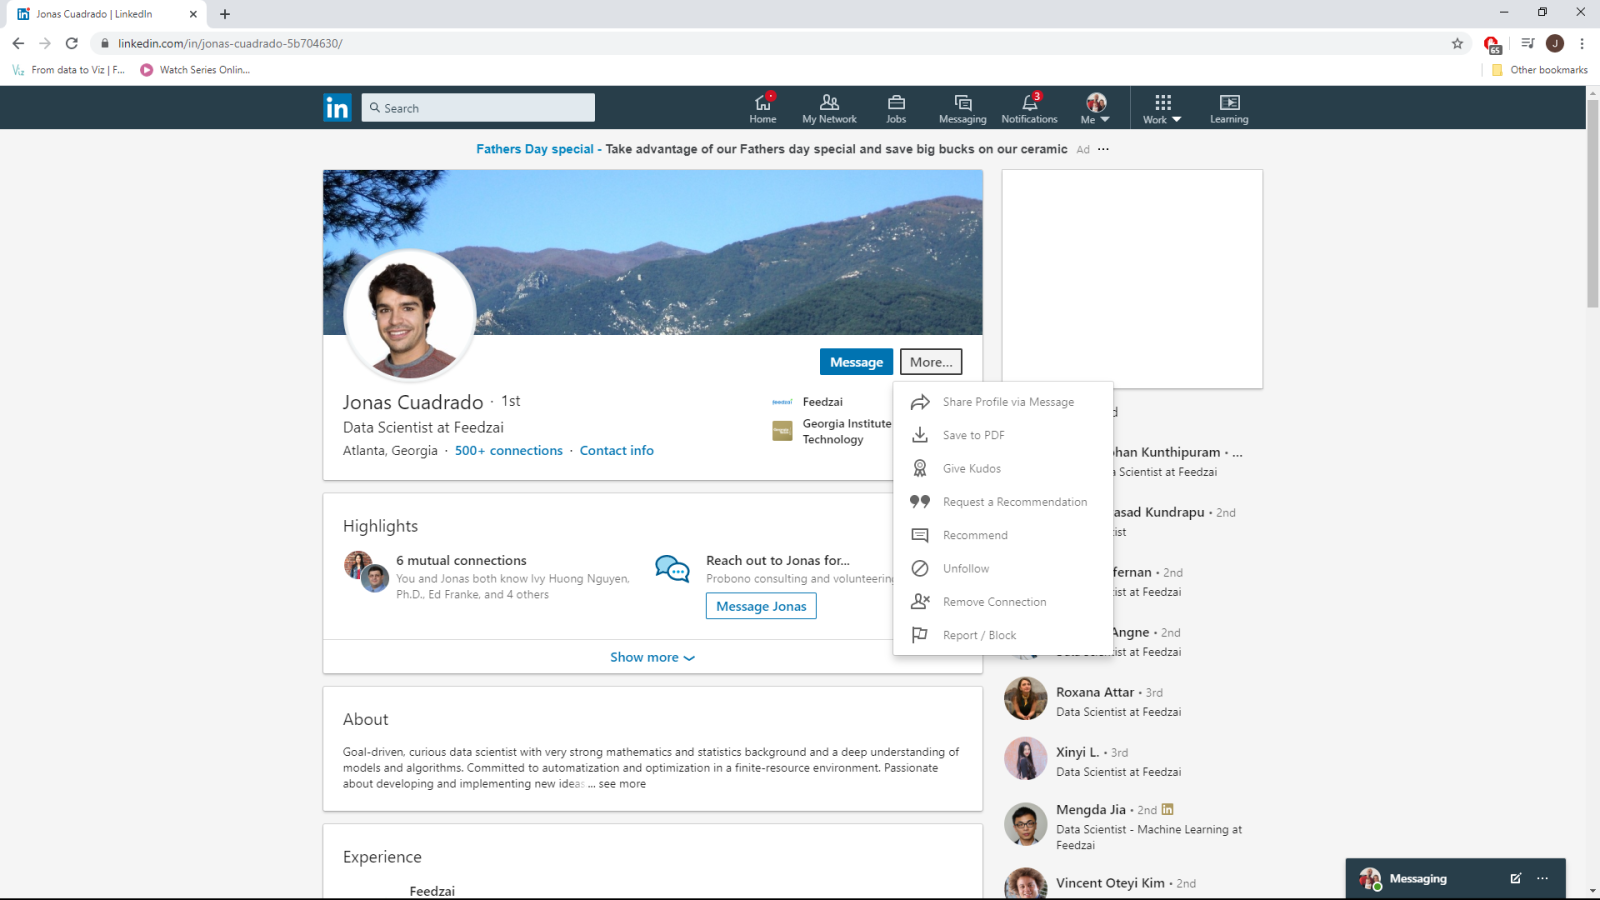 Jonas Cuadrado | LinkedIn
linkedin.com/in/jonas-cuadrado-5b704630/
65
J
From data to Viz | F...
Watch Series Onlin...
Other bookmarks
in
Search
Home
My Network
Jobs
Messaging
3
Notifications
Me
Work
Learning
Fathers Day special - Take advantage of our Fathers day special and save big bucks on our ceramic Ad ...
Message
More...
Jonas Cuadrado · 1st
Data Scientist at Feedzai
Atlanta, Georgia · 500+ connections · Contact info
Feedzai
Georgia Institute
Technology
Share Profile via Message
Save to PDF
Give Kudos
Request a Recommendation
Recommend
Unfollow
Remove Connection
Report / Block
Highlights
6 mutual connections
You and Jonas both know Ivy Huong Nguyen,
Ph.D., Ed Franke, and 4 others
Reach out to Jonas for...
Probono consulting and volunteering
Message Jonas
Show more
About
Goal-driven, curious data scientist with very strong mathematics and statistics background and a deep understanding of
models and algorithms. Committed to automatization and optimization in a finite-resource environment. Passionate
about developing and implementing new ideas ... see more
Experience
Feedzai
d
han Kunthipuram • ...
Scientist at Feedzai
asad Kundrapu • 2nd
tist
fernan • 2nd
ist at Feedzai
Angne • 2nd
Data Scientist at Feedzai
Roxana Attar • 3rd
Data Scientist at Feedzai
Xinyi L. • 3rd
Data Scientist at Feedzai
Mengda Jia • 2nd in
Data Scientist - Machine Learning at
Feedzai
Vincent Oteyi Kim • 2nd
Messaging